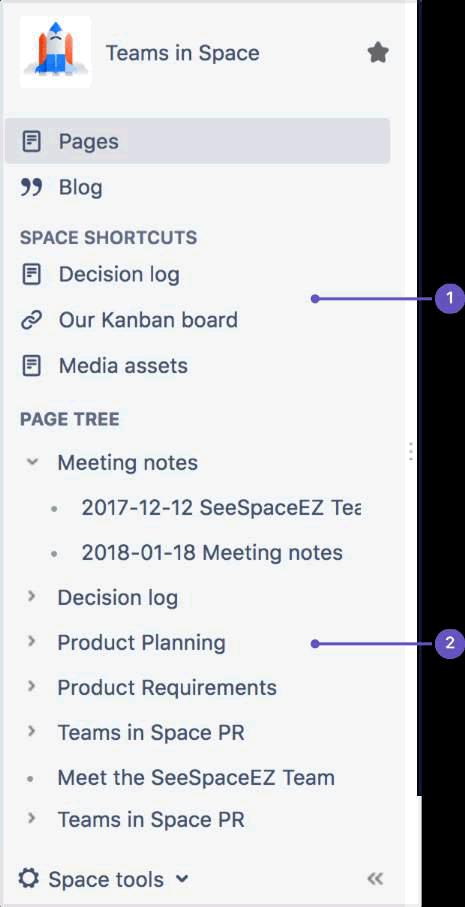 Teams in Space
Pages
Blog
SPACE SHORTCUTS
Decision log
1
Our Kanban board
Media assets
PAGE TREE
Meeting notes
2017-12-12 SeeSpaceEZ Tea
2018-01-18 Meeting notes
Decision log
Product Planning
2
Product Requirements
Teams in Space PR
Meet the SeeSpaceEZ Team
Teams in Space PR
Space tools